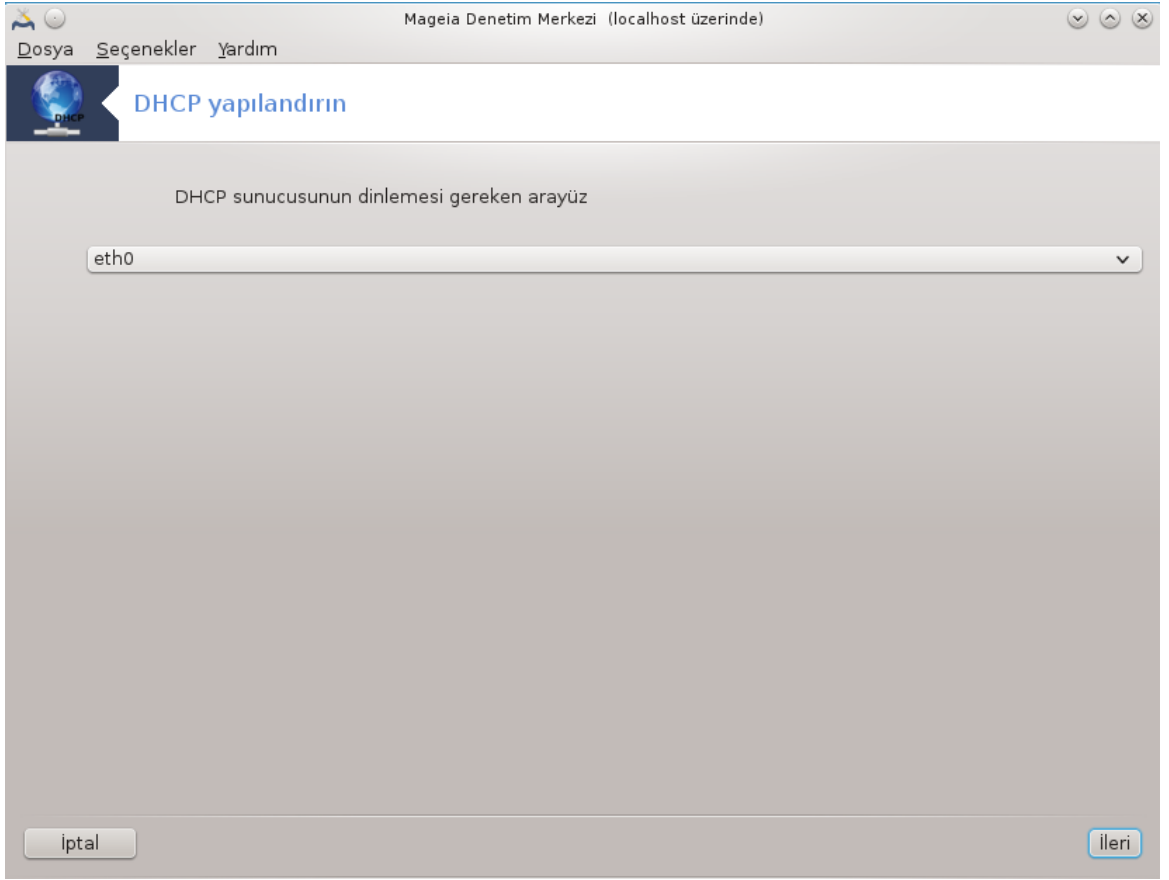 Mageia Denetim Merkezi (localhost üzerinde)
Dosya Seçenekler Yardım
DHCP
DHCP yapılandırın
DHCP sunucusunun dinlemesi gereken arayüz
eth0
İptal
İleri